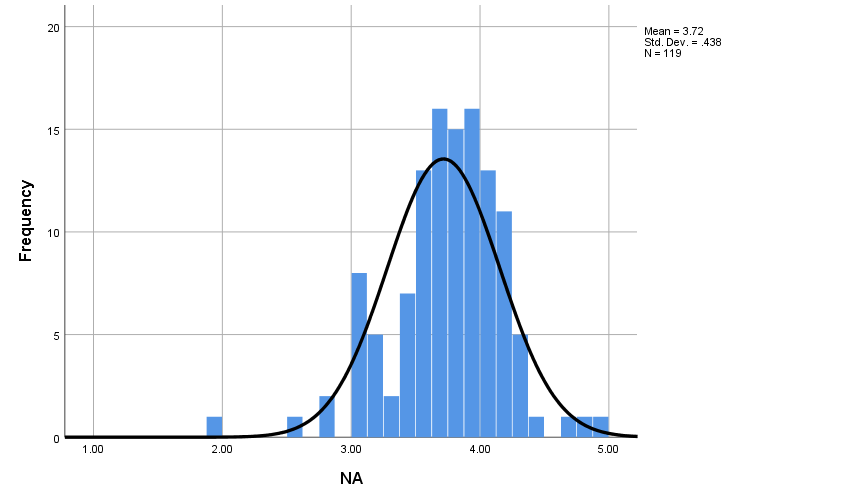 20
15
10
5
0
Frequency
1.00 2.00 3.00 4.00 5.00
NA
Mean = 3.72
Std. Dev. = .438
N = 119